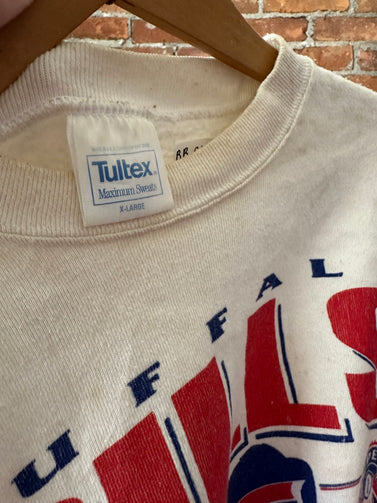 Tultex®
Maximum Sweats
X-LARGE
UFFAL
ILLS